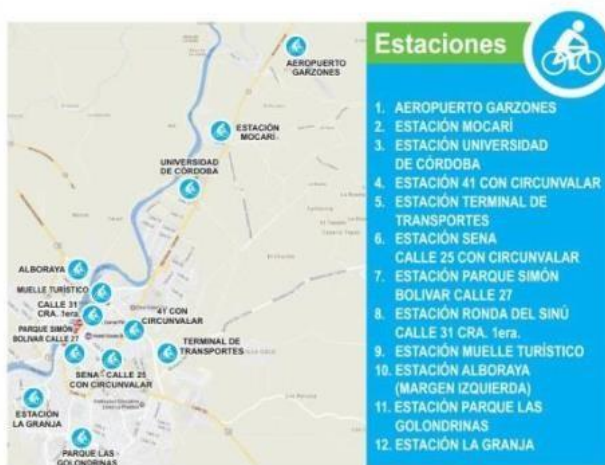 AEROPUERTO
GARZONES
ESTACIÓN
MOCARÍ
UNIVERSIDAD
DE CÓRDOBA
ALBORAYA
MUELLE TURÍSTICO
CALLE 31
CRA. 1era.
PARQUE SIMÓN
BOLIVAR CALLE 27
41 CON
CIRCUNVALAR
TERMINAL DE
TRANSPORTES
SENA - CALLE 25
CON CIRCUNVALAR
ESTACIÓN
LA GRANJA
PARQUE LAS
GOLONDRINAS
Estaciones
1. AEROPUERTO GARZONES
2. ESTACIÓN MOCARÍ
3. ESTACIÓN UNIVERSIDAD
DE CÓRDOBA
4. ESTACIÓN 41 CON CIRCUNVALAR
5. ESTACIÓN TERMINAL DE
TRANSPORTES
6. ESTACIÓN SENA
CALLE 25 CON CIRCUNVALAR
7. ESTACIÓN PARQUE SIMÓN
BOLIVAR CALLE 27
8. ESTACIÓN RONDA DEL SINÚ
CALLE 31 CRA. 1era.
9. ESTACIÓN MUELLE TURÍSTICO
10. ESTACIÓN ALBORAYA
(MARGEN IZQUIERDA)
11. ESTACIÓN PARQUE LAS
GOLONDRINAS
12. ESTACIÓN LA GRANJA